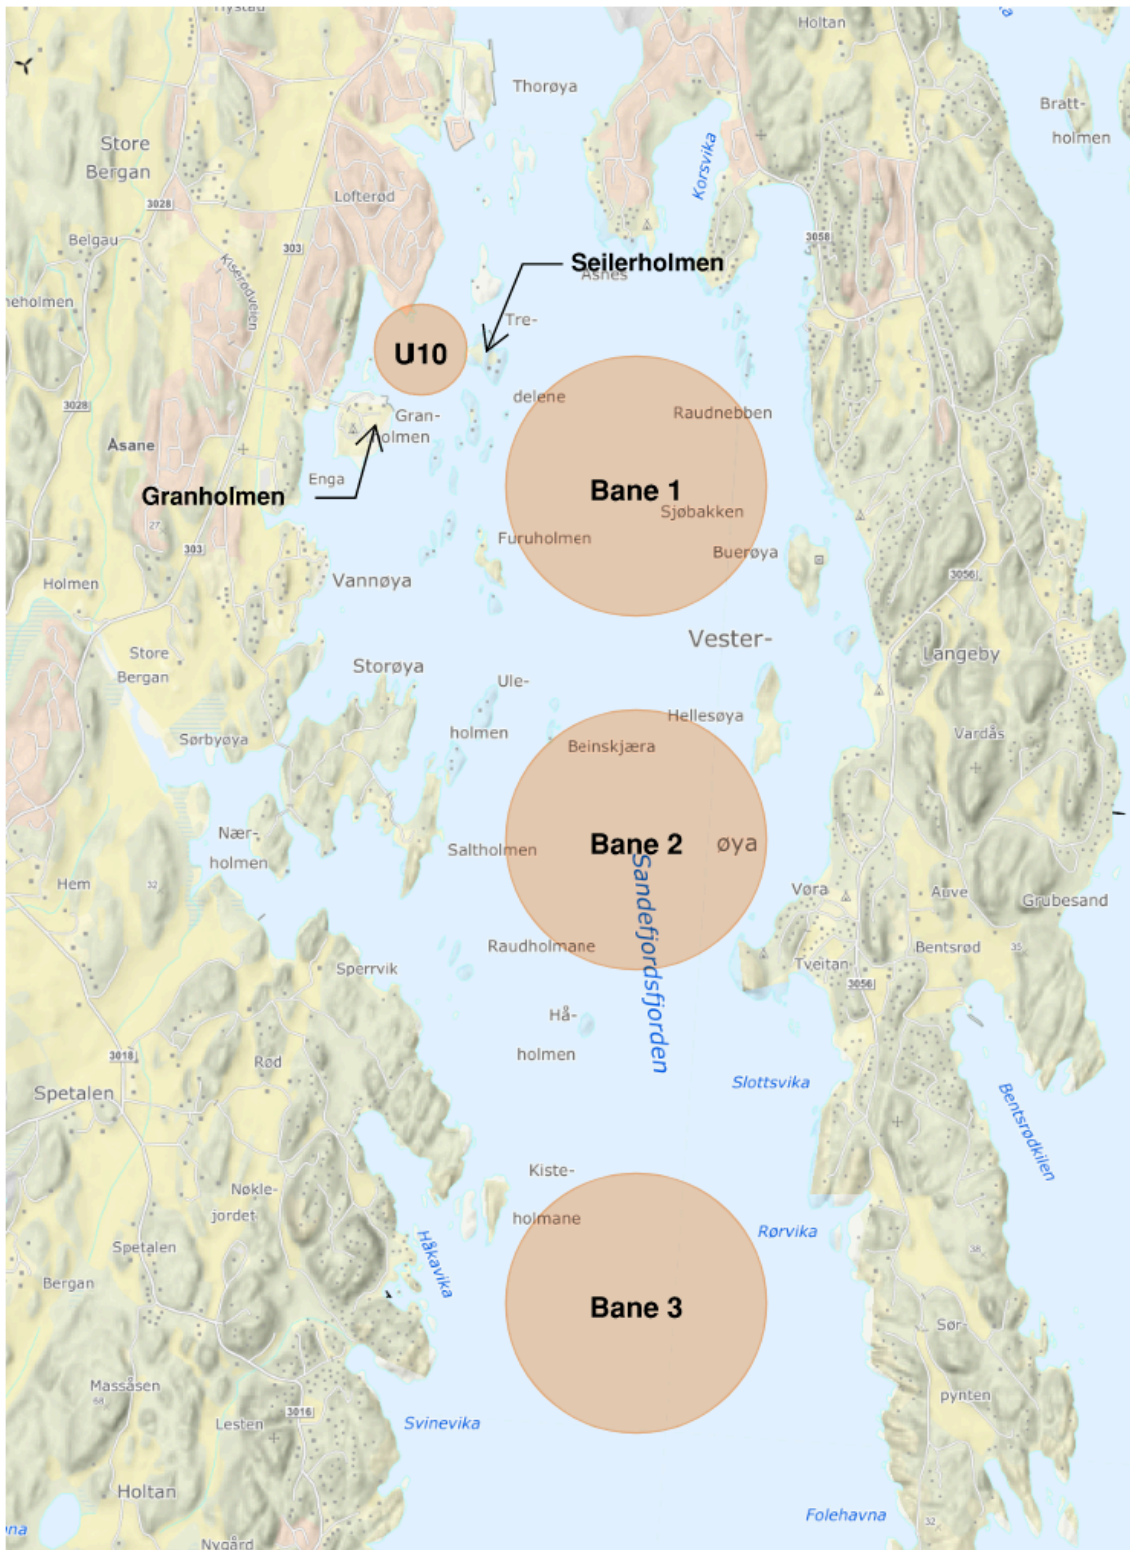 Holtan
Thorøya
Bratt-
holmen
Store
Bergan
Korsvika
Lofterød
3028
Belgau
303
3058
Kiserødveien
Seilerholmen
Åsnes
neholmen
Tre-
U10
delene
3028
Gran-
holmen
Raudnebben
Åsane
Enga
Granholmen
Bane 1
Sjøbakken
27
Furuholmen
303
Buerøya
Holmen
Vannøya
3056
Vester-
Store
Bergan
Storøya
Langeby
Ule-
holmen
Hellesøya
Sørbyøya
Beinskjæra
Vardås
Nær-
holmen
Saltholmen
Bane 2
øya
Hem
32
Vøra
Auve
Grubesand
Sandefjordsfjorden
Raudholmane
Bentsrød
35
Sperrvik
Tveitan
3056
Hå-
holmen
3018
Rød
Spetalen
Slottsvika
Bentsrødkilen
Kiste-
holmane
Nøkle-
jordet
Rørvika
Spetalen
Håkavika
38
Bergan
Bane 3
Sør-
pynten
Massåsen
68
3016
Lesten
Svinevika
Holtan
Folehavna
32
Nygård